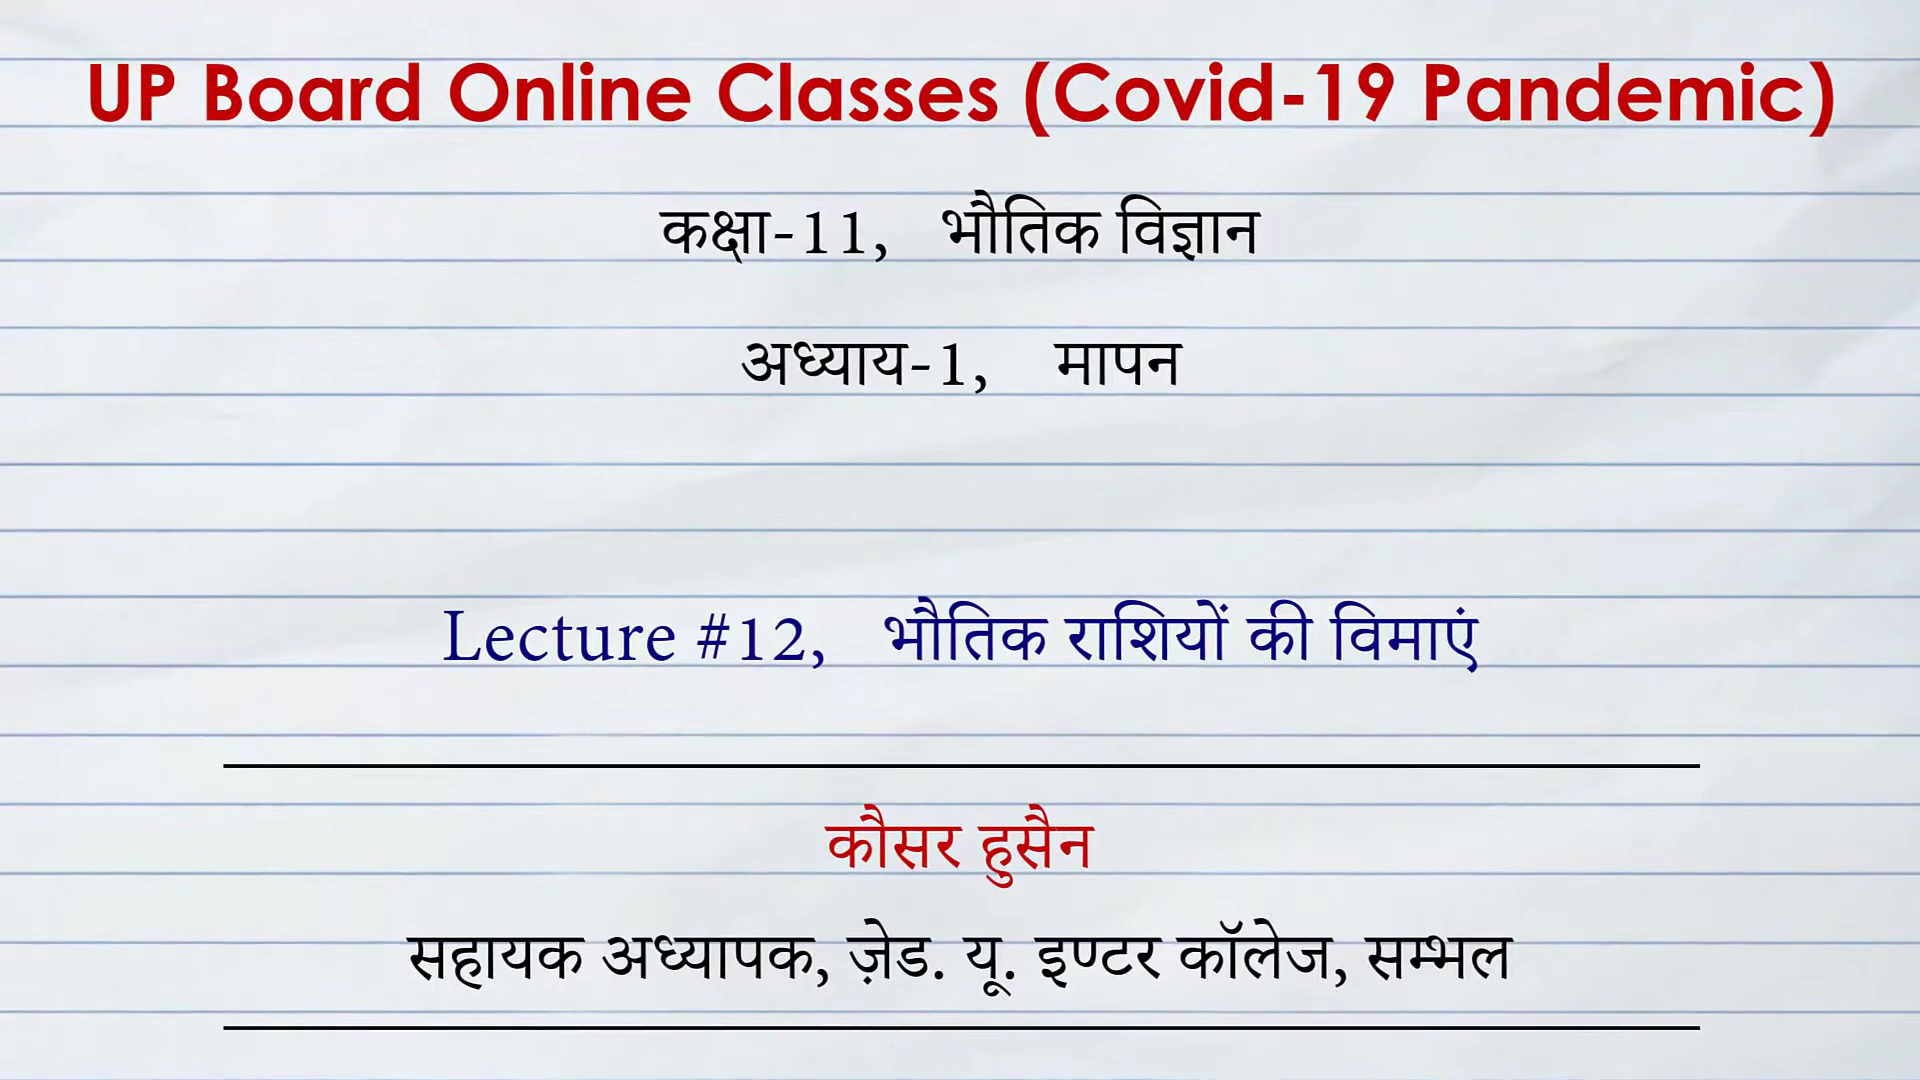 UP Board Online Classes (Covid-19 Pandemic)
कक्षा-11, भौतिक विज्ञान
अध्याय-1, मापन
Lecture #12, भौतिक राशियों की विमाएं
कौसर हुसैन
सहायक अध्यापक, ज़ेड. यू. इण्टर कॉलेज, सम्भल